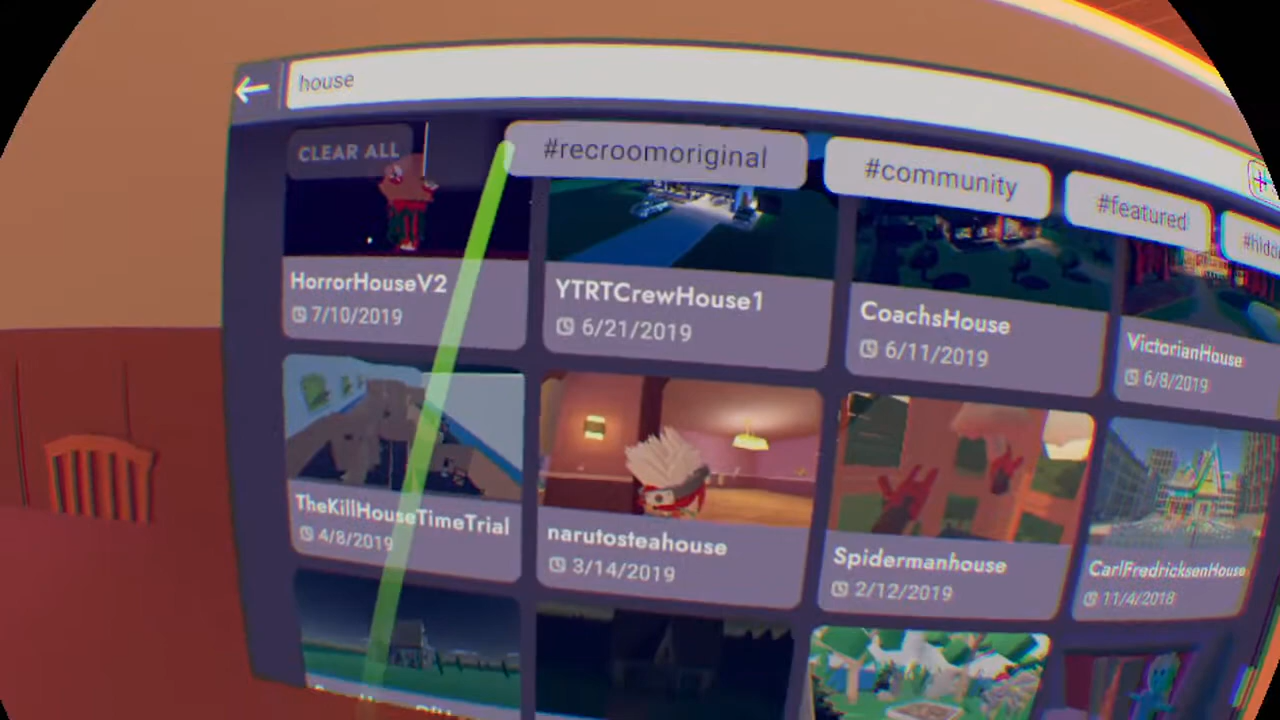 house
CLEAR ALL
#recroomoriginal
#community
#featured
HorrorHouseV2
7/10/2019
YTRTCrewHouse1
6/21/2019
CoachsHouse
6/11/2019
VictorianHouse
6/8/2019
TheKillHouseTimeTrial
4/8/2019
narutosteahouse
3/14/2019
Spidermanhouse
2/12/2019
CarlFredricksenHouse
11/4/2018